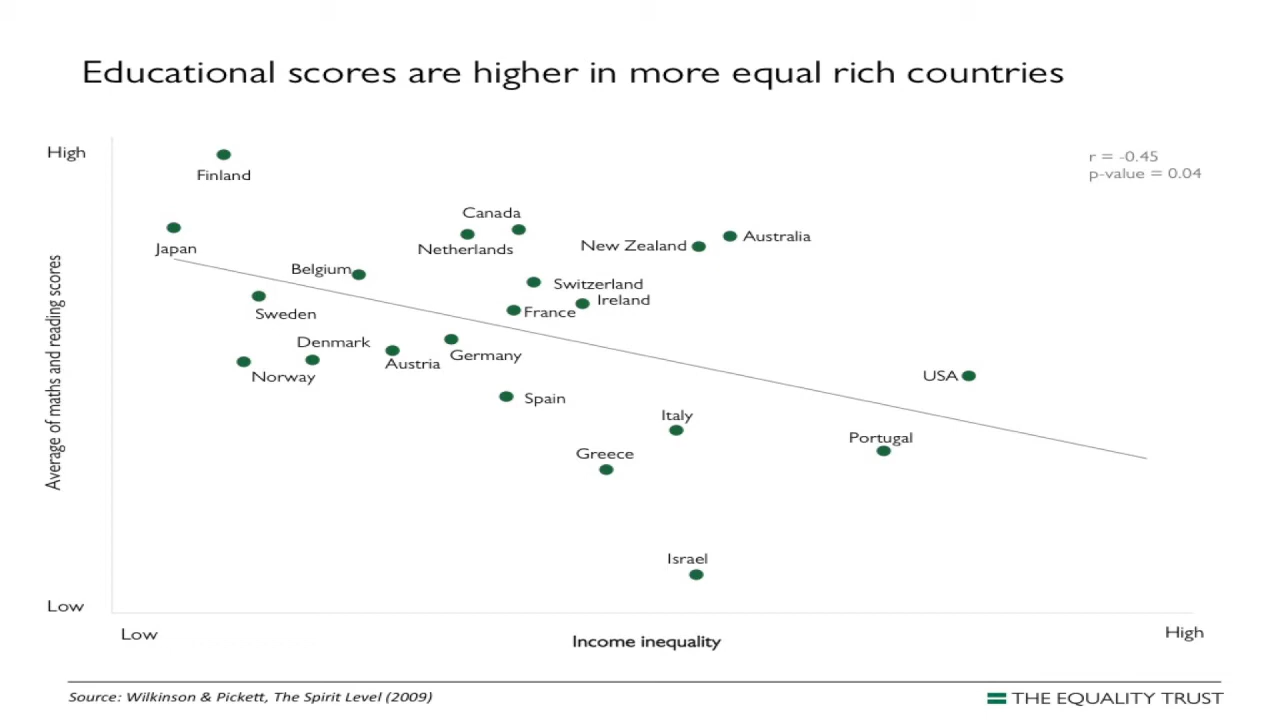 Educational scores are higher in more equal rich countries
High
r = -0.45
p-value = 0.04
Finland
Canada
Japan
Netherlands
New Zealand
Australia
Belgium
Switzerland
Ireland
Sweden
France
Denmark
Austria
Germany
Norway
USA
Spain
Italy
Portugal
Greece
Israel
Average of maths and reading scores
Low
Low
Income inequality
High
Source: Wilkinson & Pickett, The Spirit Level (2009)
THE EQUALITY TRUST